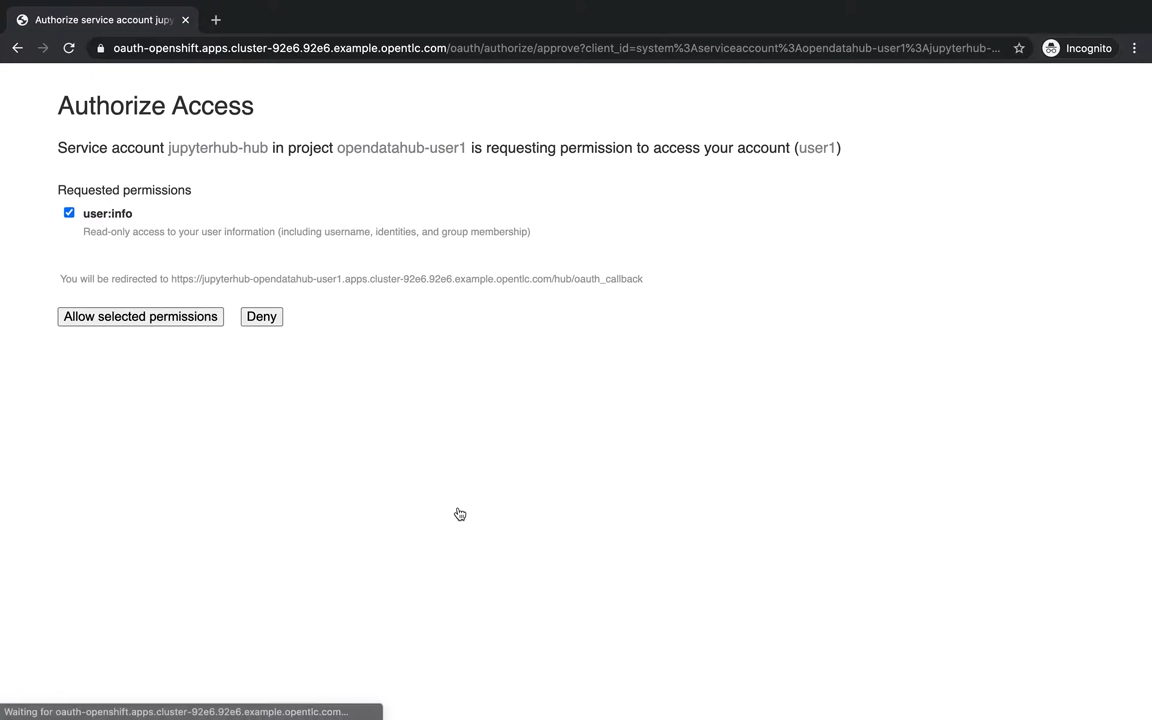 Authorize service account jupy
oauth-openshift.apps.cluster-92e6.92e6.example.opentlc.com/oauth/authorize/approve?client_id=system%3Aserviceaccount%3Aopendatahub-user1%3Ajupyterhub-...
Incognito
Authorize Access
Service account jupyterhub-hub in project opendatahub-user1 is requesting permission to access your account (user1)
Requested permissions
user:info
Read-only access to your user information (including username, identities, and group membership)
You will be redirected to https://jupyterhub-opendatahub-user1.apps.cluster-92e6.92e6.example.opentlc.com/hub/oauth_callback
Allow selected permissions Deny
Waiting for oauth-openshift.apps.cluster-92e6.92e6.example.opentlc.com...